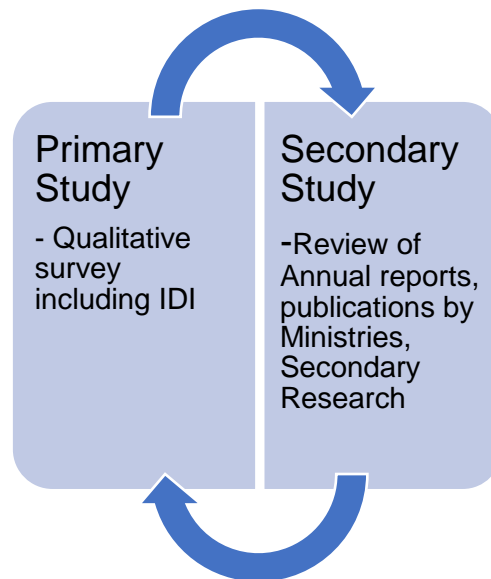 Primary
Study
- Qualitative
survey
including IDI
Secondary
Study
-Review of
Annual reports,
publications by
Ministries,
Secondary
Research